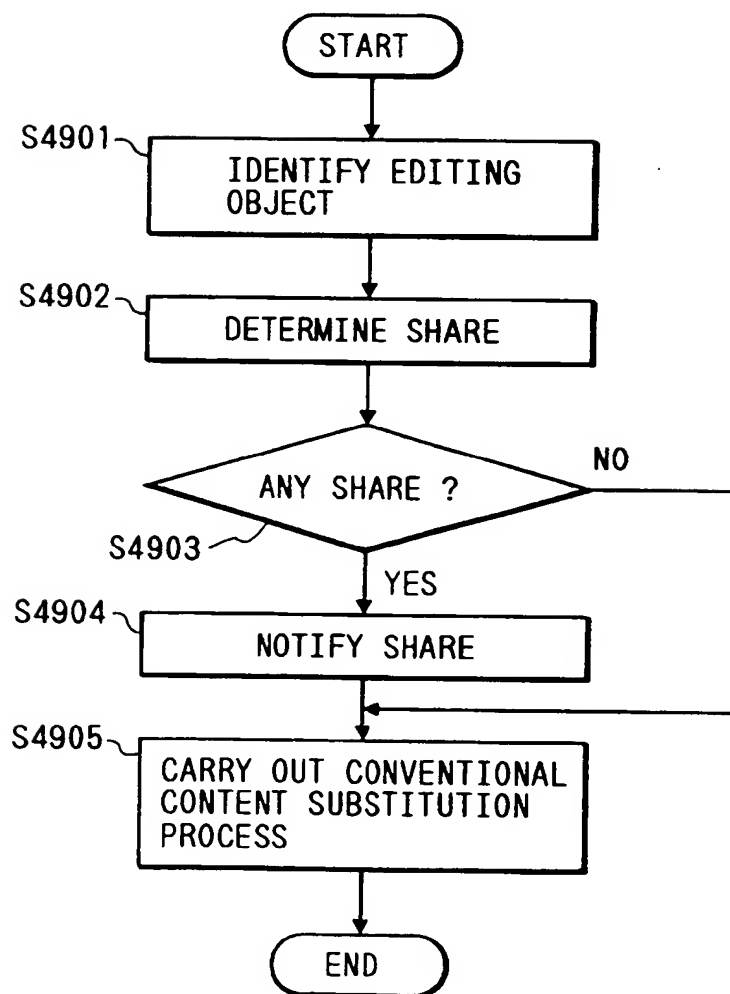 START
S4901
IDENTIFY EDITING
OBJECT
S4902
DETERMINE SHARE
ANY SHARE ?
NO
S4903
YES
S4904
NOTIFY SHARE
S4905
CARRY OUT CONVENTIONAL
CONTENT SUBSTITUTION
PROCESS
END